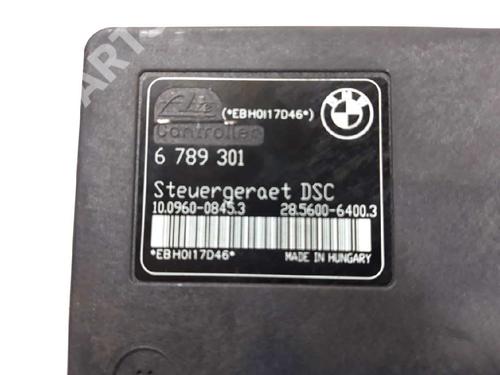 Ate (*EBH0I17D46*)
Controller
6 789 301
Steuergeraet DSC
10.0960-0845.3 28.5600-6400.3
*EBH0I17D46* MADE IN HUNGARY